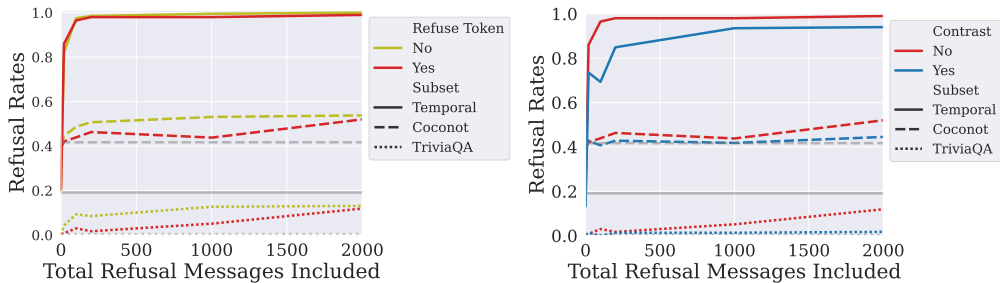 Refusal Rates
1.0
0.8
0.6
0.4
0.2
0.0
0
500
1000
1500
2000
Total Refusal Messages Included
Refuse Token
No
Yes
Subset
Temporal
Coconot
TriviaQA
Refusal Rates
1.0
0.8
0.6
0.4
0.2
0.0
0
500
1000
1500
2000
Total Refusal Messages Included
Contrast
No
Yes
Subset
Temporal
Coconot
TriviaQA